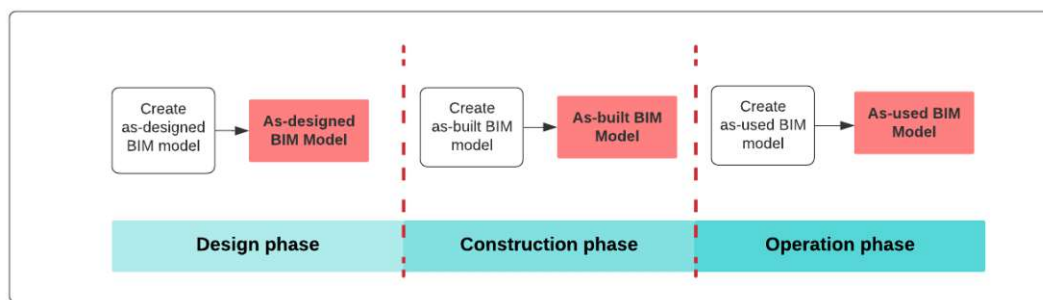 Create
as-designed
BIM model
As-designed
BIM Model
Create
as-built BIM
model
As-built BIM
Model
Create
as-used BIM
model
As-used BIM
Model
Design phase
Construction phase
Operation phase